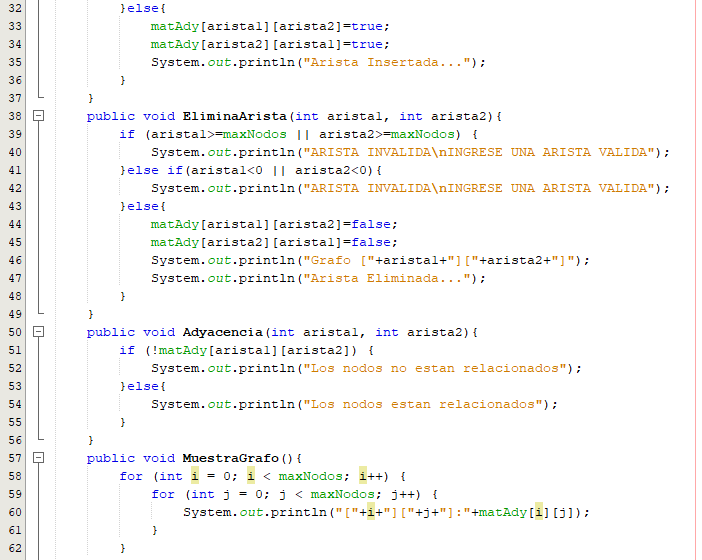 32 }else{
33 matAdy[arista1][arista2]=true;
34 matAdy[arista2][arista1]=true;
35 System.out.println("Arista Insertada...");
36 }
37 }
38 public void EliminaArista(int arista1, int arista2){
39 if (arista1>=maxNodos || arista2>=maxNodos) {
40 System.out.println("ARISTA INVALIDA\nINGRESE UNA ARISTA VALIDA");
41 }else if(arista1<0 || arista2<0){
42 System.out.println("ARISTA INVALIDA\nINGRESE UNA ARISTA VALIDA");
43 }else{
44 matAdy[arista1][arista2]=false;
45 matAdy[arista2][arista1]=false;
46 System.out.println("Grafo ["+arista1+"]["+arista2+"]");
47 System.out.println("Arista Eliminada...");
48 }
49 }
50 public void Adyacencia(int arista1, int arista2){
51 if (!matAdy[arista1][arista2]) {
52 System.out.println("Los nodos no estan relacionados");
53 }else{
54 System.out.println("Los nodos estan relacionados");
55 }
56 }
57 public void MuestraGrafo(){
58 for (int i = 0; i < maxNodos; i++) {
59 for (int j = 0; j < maxNodos; j++) {
60 System.out.println("["+i+"]["+j+"]:"+matAdy[i][j]);
61 }
62 }